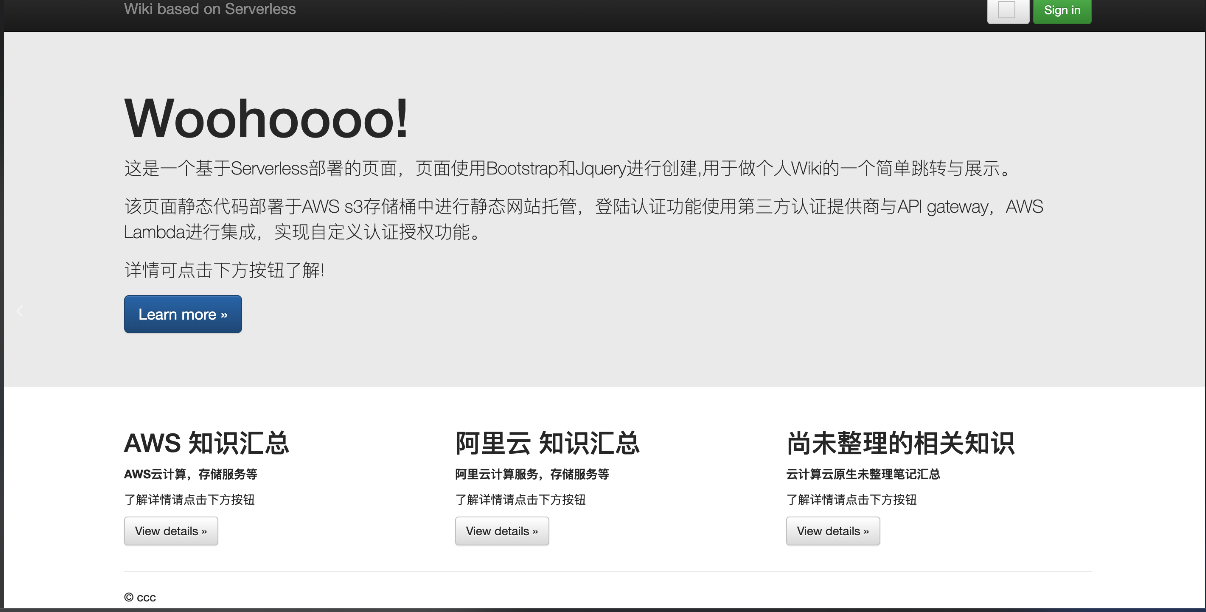 Wiki based on Serverless
Sign in
Woohoooo!
这是一个基于Serverless部署的页面，页面使用Bootstrap和Jquery进行创建,用于做个人Wiki的一个简单跳转与展示。
该页面静态代码部署于AWS s3存储桶中进行静态网站托管，登陆认证功能使用第三方认证提供商与API gateway，AWS
Lambda进行集成，实现自定义认证授权功能。
详情可点击下方按钮了解!
Learn more »
AWS 知识汇总
AWS云计算，存储服务等
了解详情请点击下方按钮
View details »
阿里云 知识汇总
阿里云计算服务，存储服务等
了解详情请点击下方按钮
View details »
尚未整理的相关知识
云计算云原生未整理笔记汇总
了解详情请点击下方按钮
View details »
© ccc